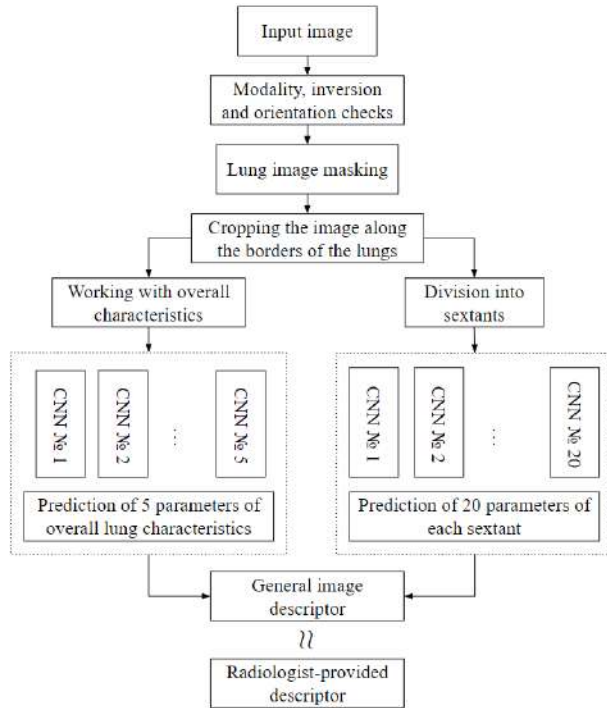 Input image
Modality, inversion
and orientation checks
Lung image masking
Cropping the image along
the borders of the lungs
Working with overall
characteristics
Division into
sextants
CNN № 1
CNN № 2
...
CNN № 5
Prediction of 5 parameters of
overall lung characteristics
CNN № 1
CNN № 2
...
CNN № 20
Prediction of 20 parameters of
each sextant
General image
descriptor
≈
Radiologist-provided
descriptor